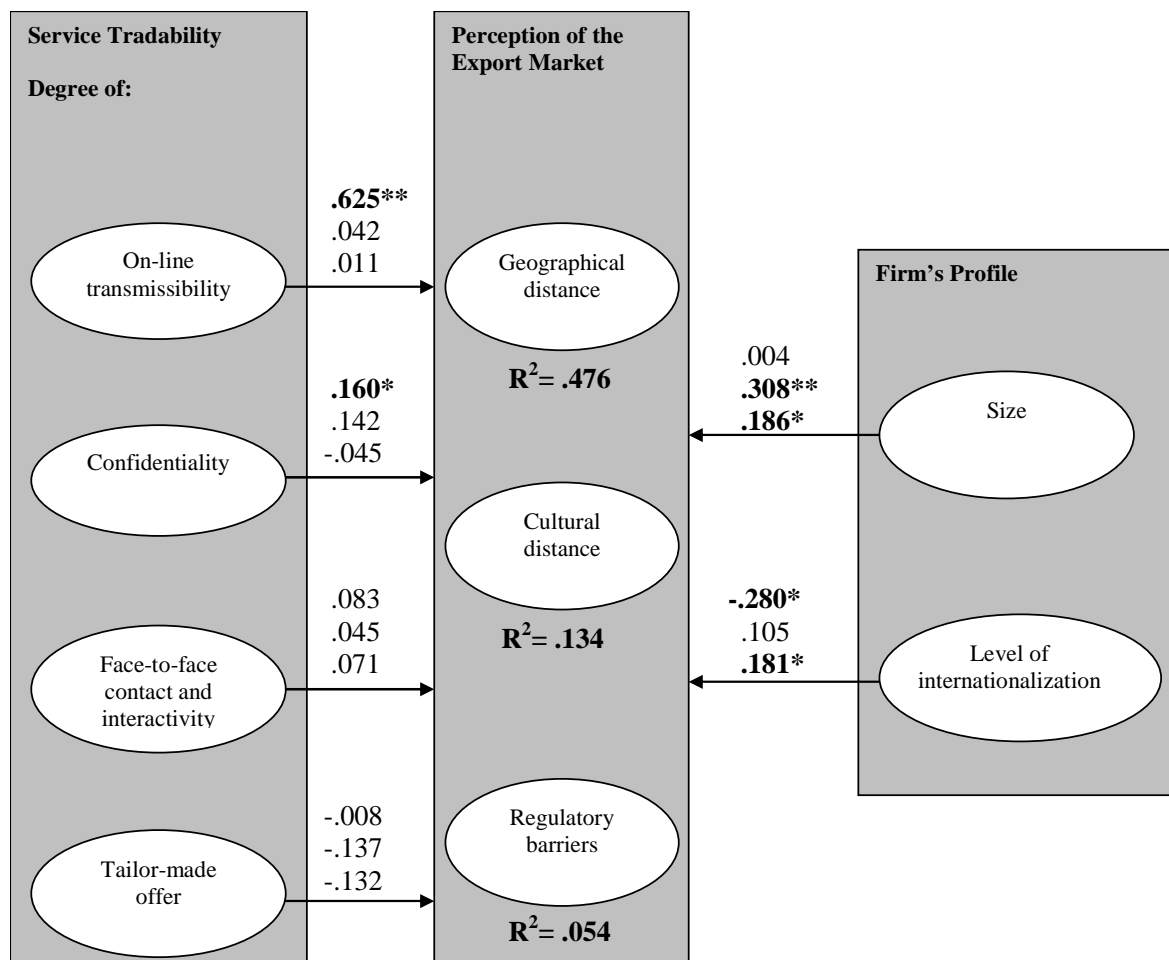 Service Tradability
Degree of:
On-line
transmissibility
Confidentiality
Face-to-face
contact and
interactivity
Tailor-made
offer
.625**
.042
.011
.160*
.142
-.045
.083
.045
.071
-.008
-.137
-.132
Perception of the
Export Market
Geographical
distance
R²= .476
Cultural
distance
R²= .134
Regulatory
barriers
R²= .054
.004
.308**
.186*
-.280*
.105
.181*
Firm's Profile
Size
Level of
internationalization